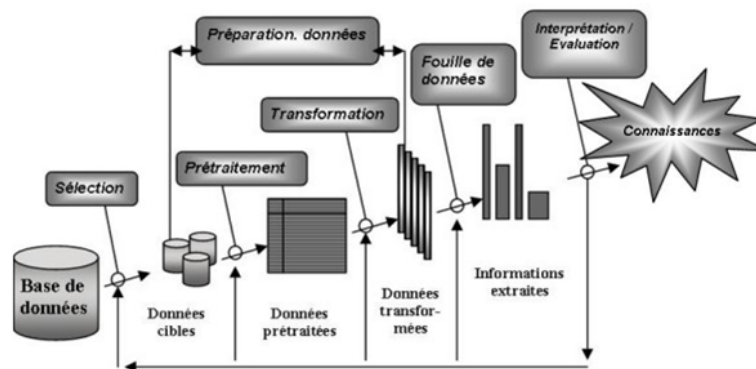 Préparation. données
Interprétation /
Evaluation
Fouille de
données
Transformation
Connaissances
Prétraitement
Sélection
Base de
données
Données
cibles
Données
prétraitées
Données
transfor-
mées
Informations
extraites